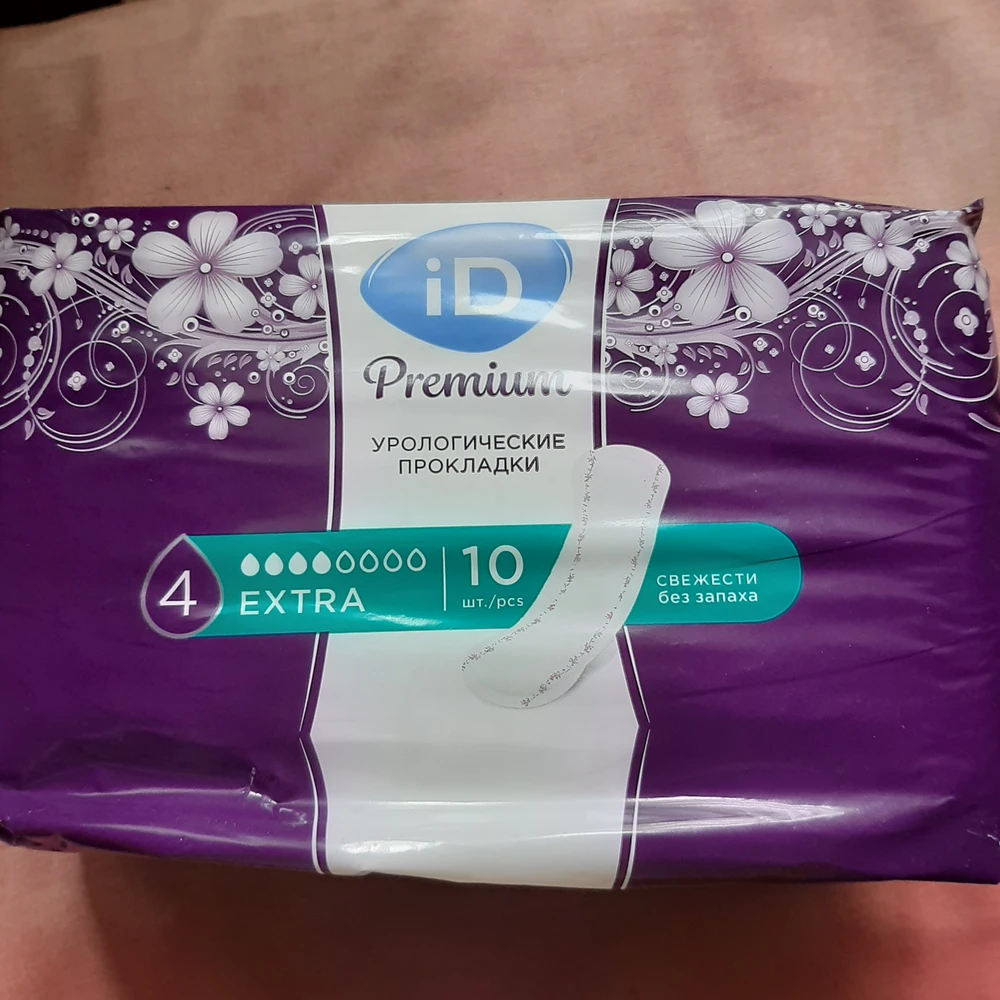 iD
Premium
УРОЛОГИЧЕСКИЕ
ПРОКЛАДКИ
4
EXTRA
10
шт./pcs
СВЕЖЕСТИ
без запаха